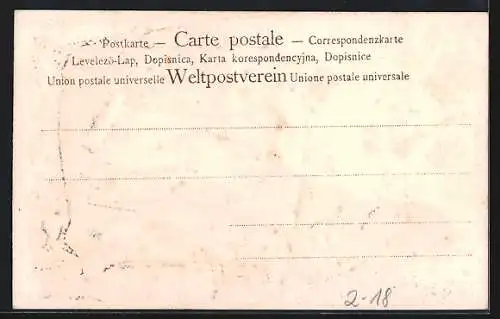 Postkarte — Carte postale — Correspondenzkarte
Levelező-Lap, Dopisnica, Karta korespondencyjna, Dopisnice
Union postale universelle Weltpostverein Unione postale universale
2-18